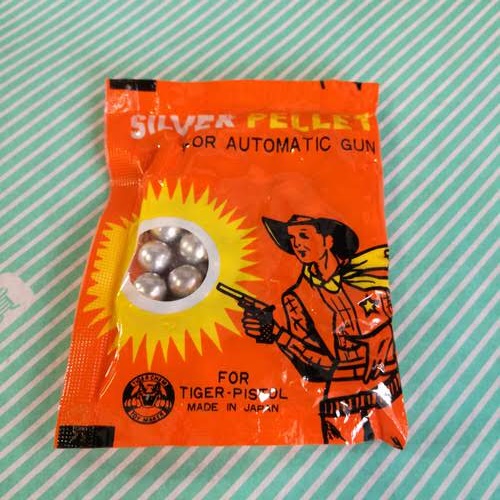 SILVER PELLET
FOR AUTOMATIC GUN
FOR
TIGER-PISTOL
MADE IN JAPAN